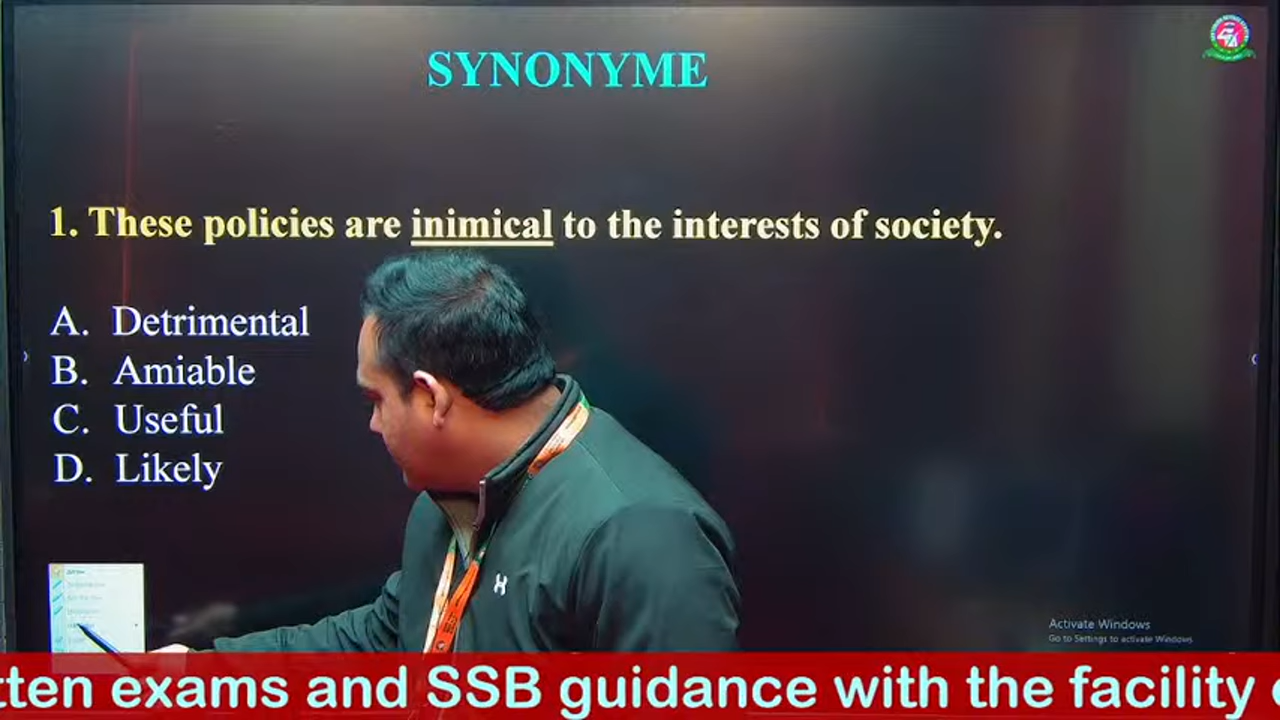 SYNONYME
1. These policies are inimical to the interests of society.
A. Detrimental
B. Amiable
C. Useful
D. Likely
Activate Windows
Go to Settings to activate Windows.
tten exams and SSB guidance with the facility